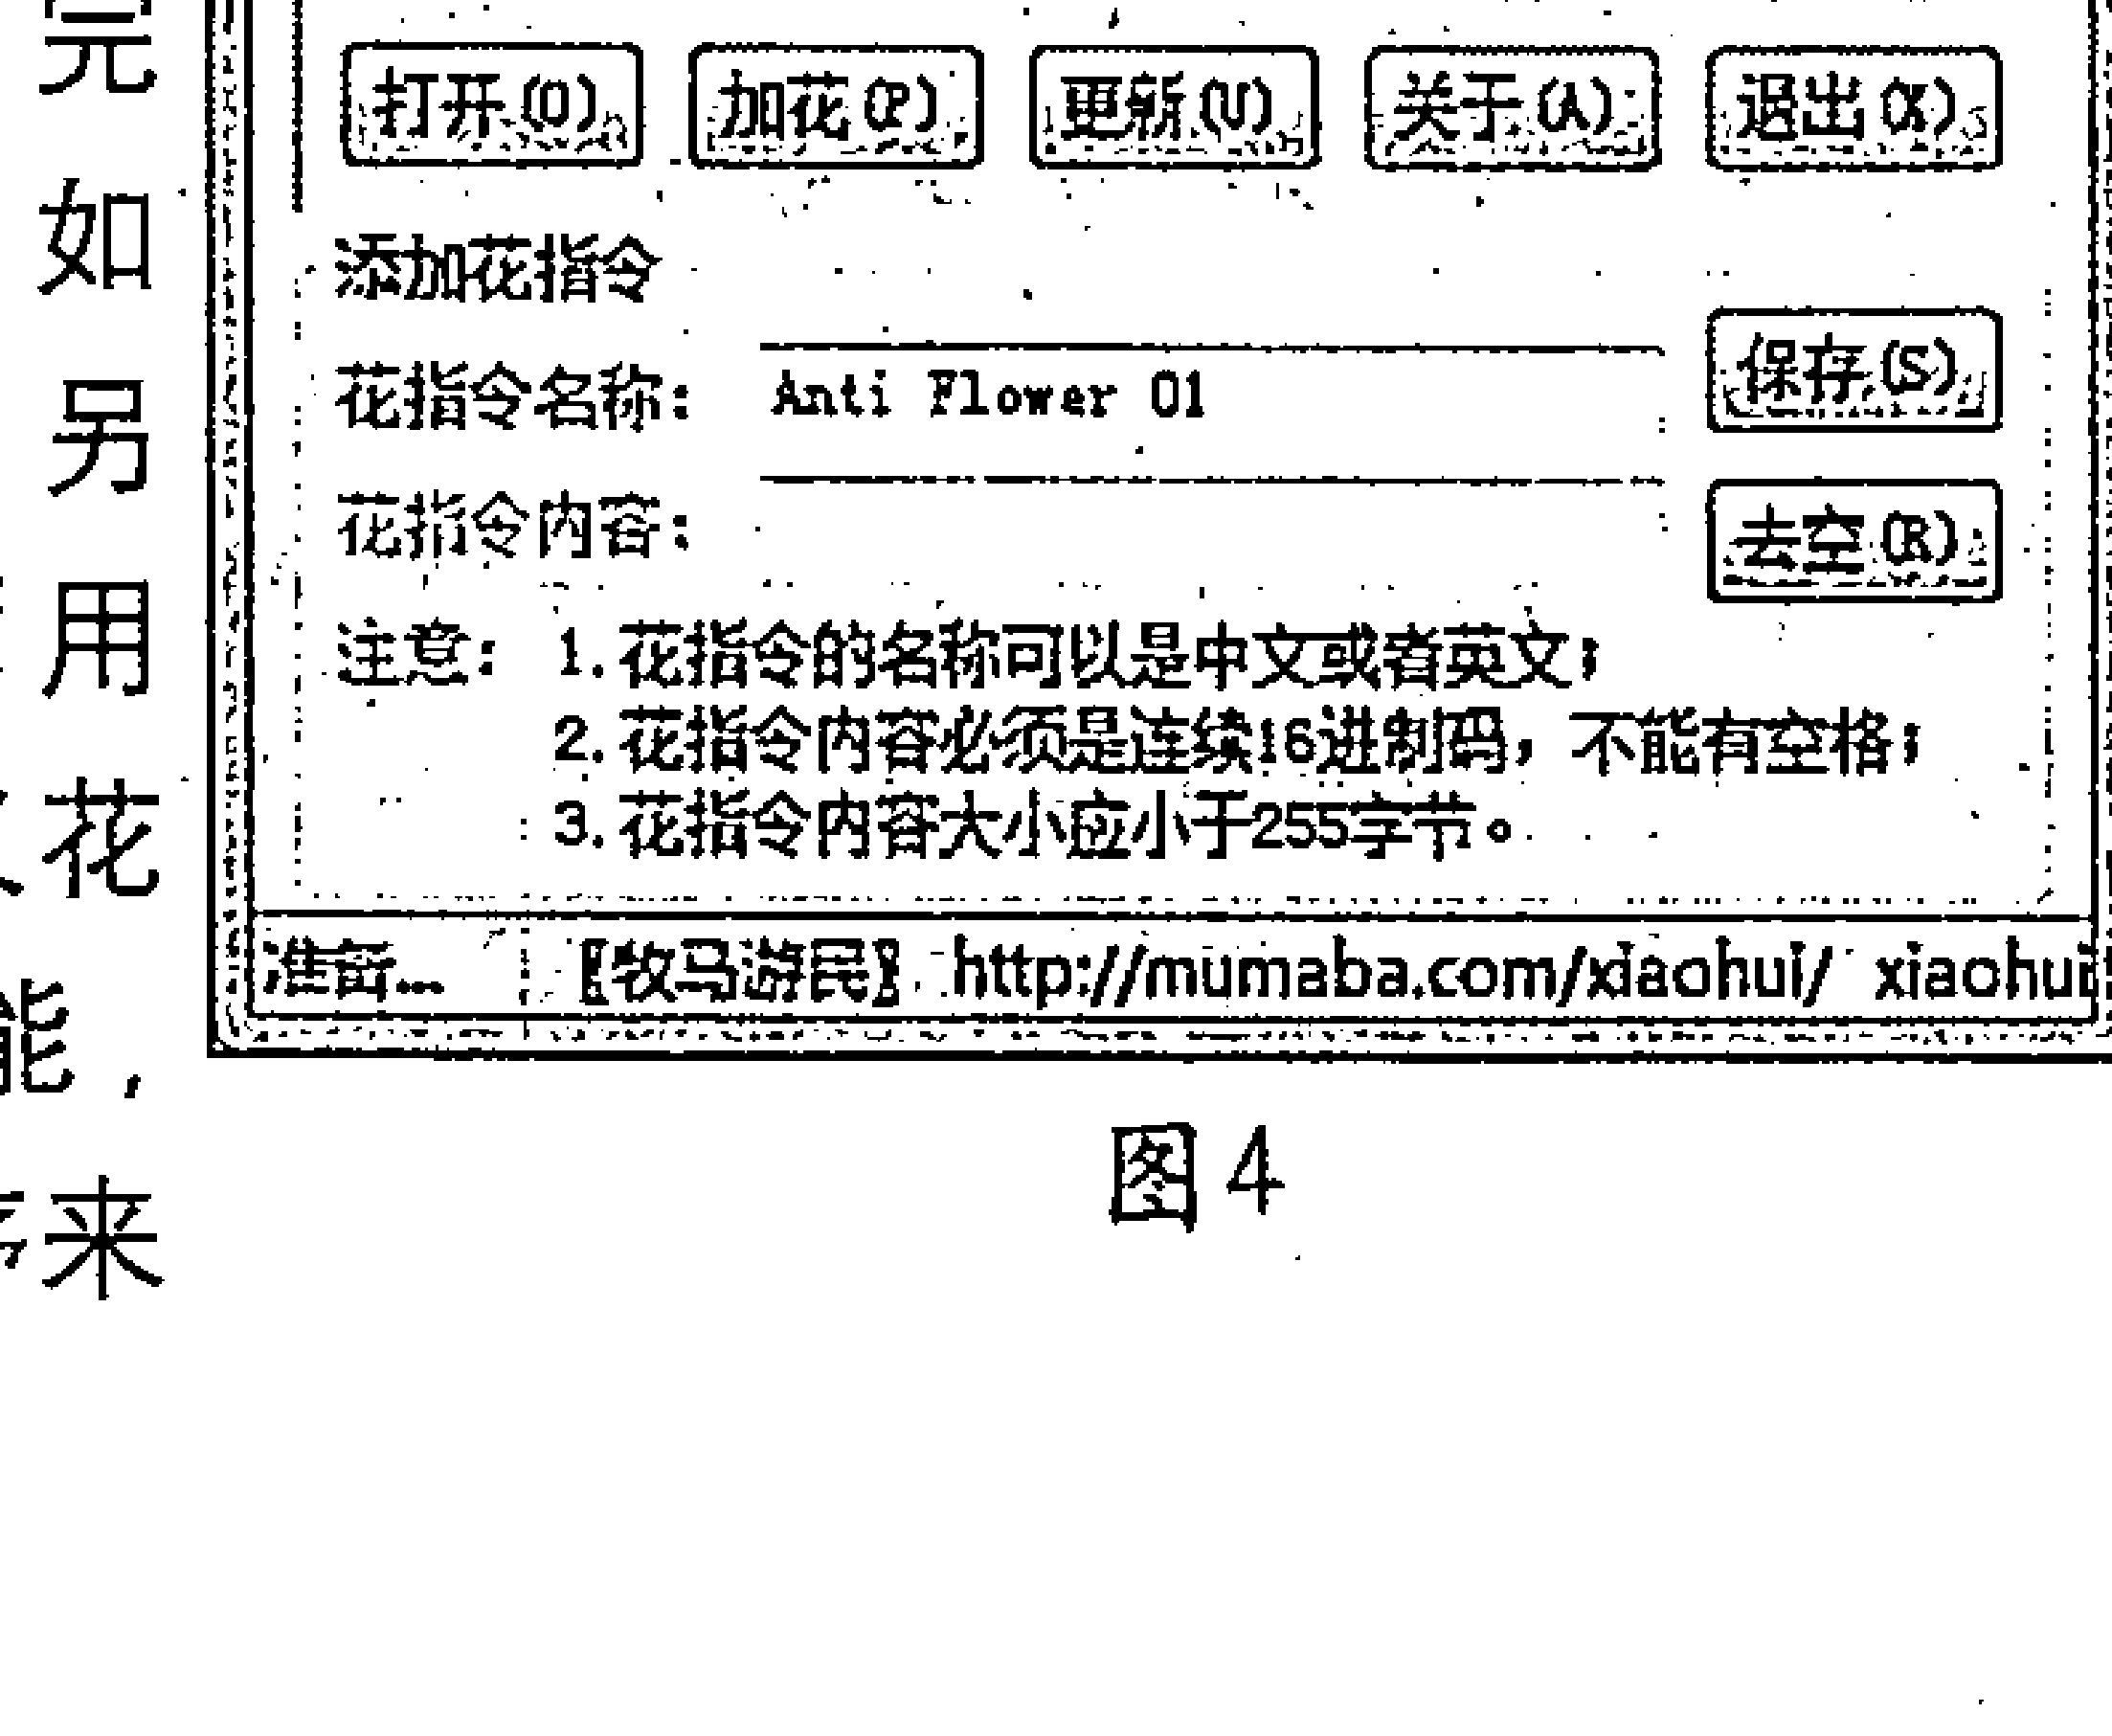 完
如
另
用
花
能，
来
打开(O) 加花(P) 更新(U) 关于(A) 退出(X)
添加花指令
花指令名称: Anti Flower 01 保存(S)
花指令内容: 去空(R)
注意: 1.花指令的名称可以是中文或者英文;
2.花指令内容必须是连续16进制码, 不能有空格;
3.花指令内容大小应小于255字节。
准备... 【牧马游民】 http://mumaba.com/xiaohui/ xiaohui
图4